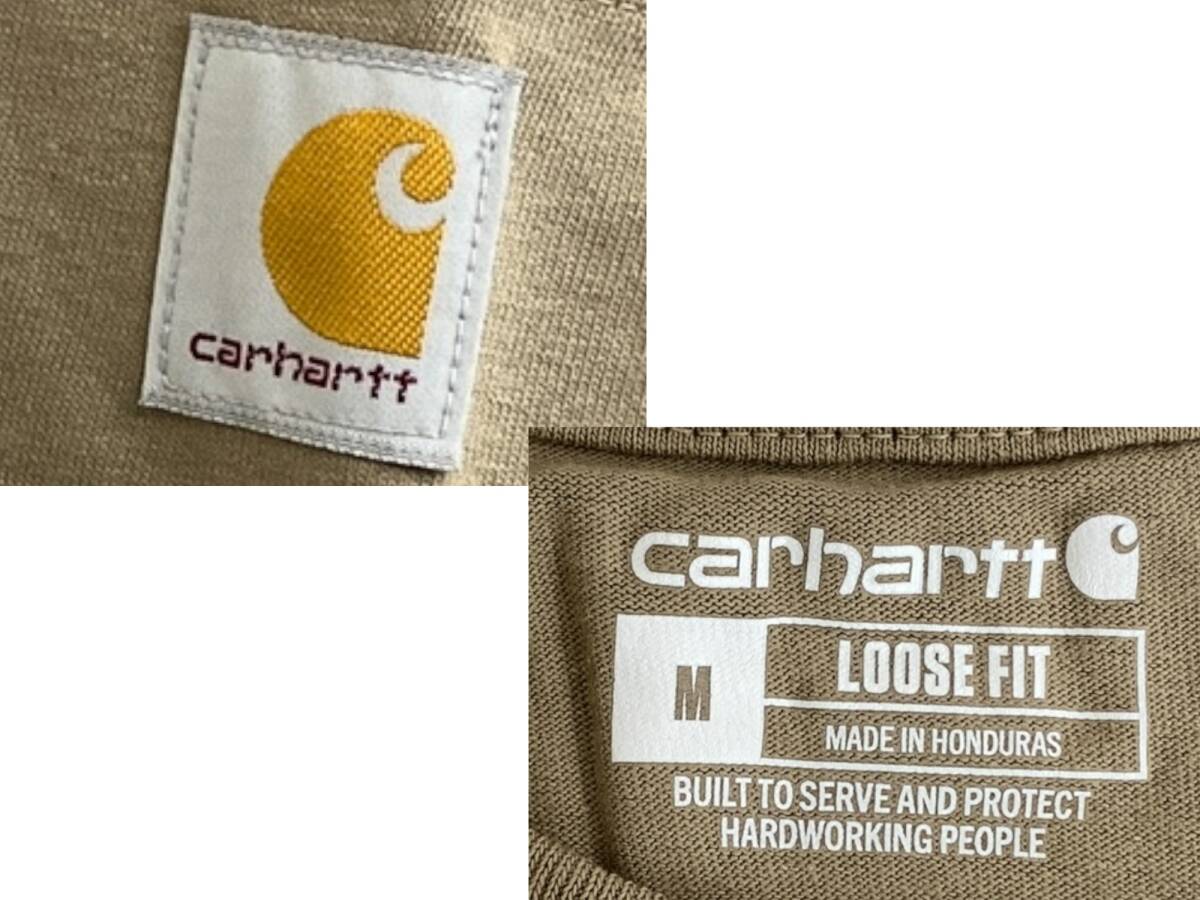 carhartt
carhartt
M
LOOSE FIT
MADE IN HONDURAS
BUILT TO SERVE AND PROTECT
HARDWORKING PEOPLE